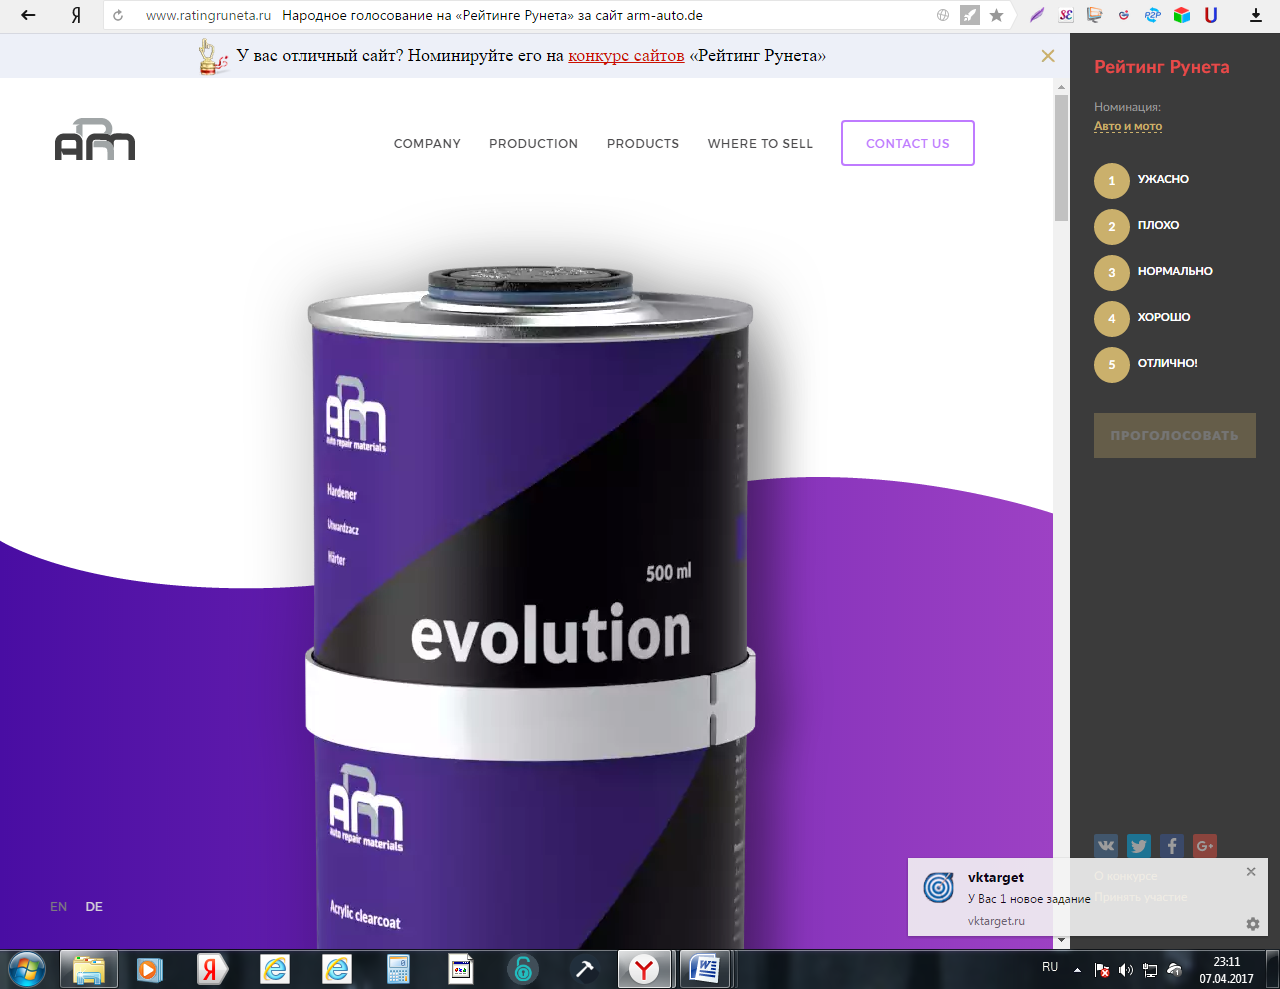 Я
www.ratingruneta.ru Народное голосование на «Рейтинге Рунета» за сайт arm-auto.de
P2P
U
У вас отличный сайт? Номинируйте его на конкурс сайтов «Рейтинг Рунета»
ARM
COMPANY
PRODUCTION
PRODUCTS
WHERE TO SELL
CONTACT US
ARM
auto repair materials
Hardener
Utwardzacz
Härter
500 ml
evolution
ARM
auto repair materials
Acrylic clearcoat
EN DE
Рейтинг Рунета
Номинация:
Авто и мото
1 УЖАСНО
2 ПЛОХО
3 НОРМАЛЬНО
4 ХОРОШО
5 ОТЛИЧНО!
ПРОГОЛОСОВАТЬ
О конкурсе
Принять участие
vktarget
У Вас 1 новое задание
vktarget.ru
RU
23:11
07.04.2017